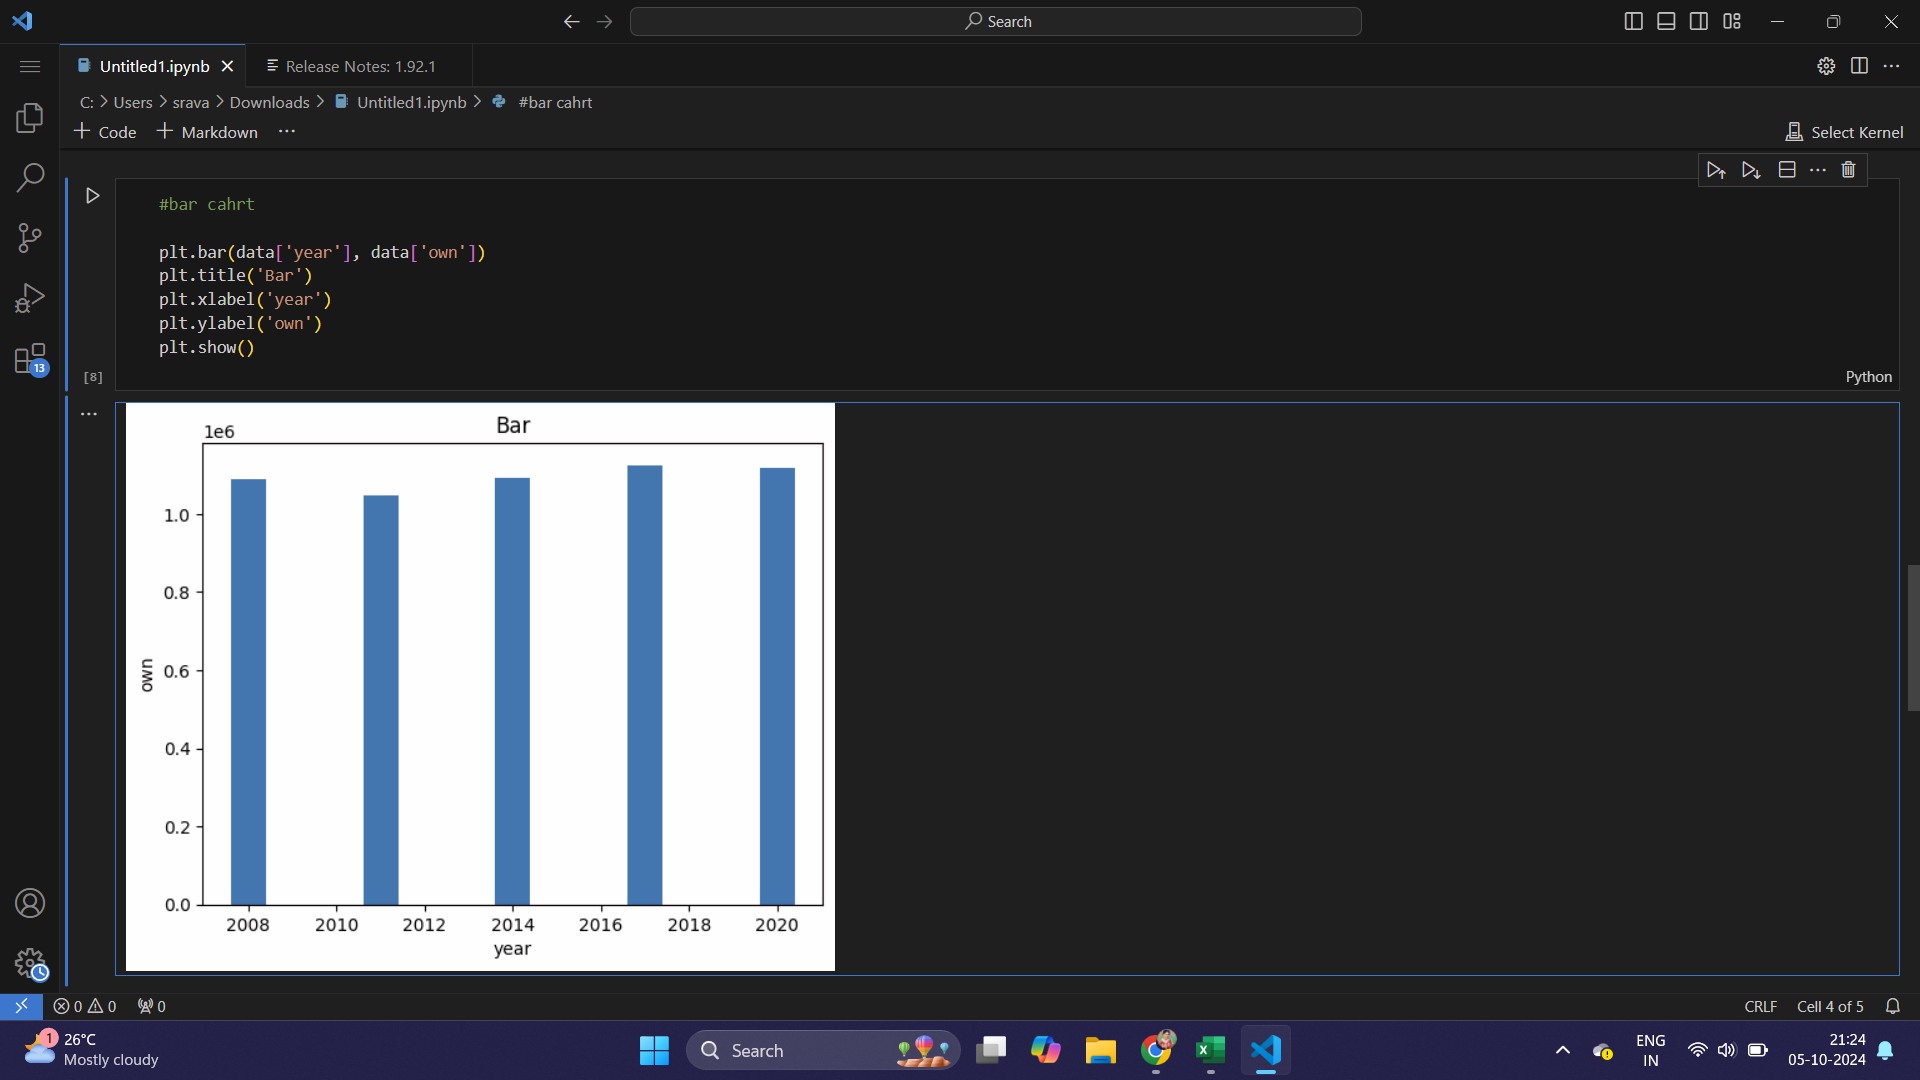 Search
Untitled1.ipynb
Release Notes: 1.92.1
C: > Users > srava > Downloads > Untitled1.ipynb > #bar cahrt
+ Code + Markdown ...
Select Kernel
#bar cahrt
plt.bar(data['year'], data['own'])
plt.title('Bar')
plt.xlabel('year')
plt.ylabel('own')
plt.show()
13
[8]
Python
Bar
1e6
1.0
0.8
0.6
0.4
0.2
0.0
own
2008 2010 2012 2014 2016 2018 2020
year
0 0 0
CRLF
Cell 4 of 5
1
26°C
Mostly cloudy
Search
ENG
IN
21:24
05-10-2024